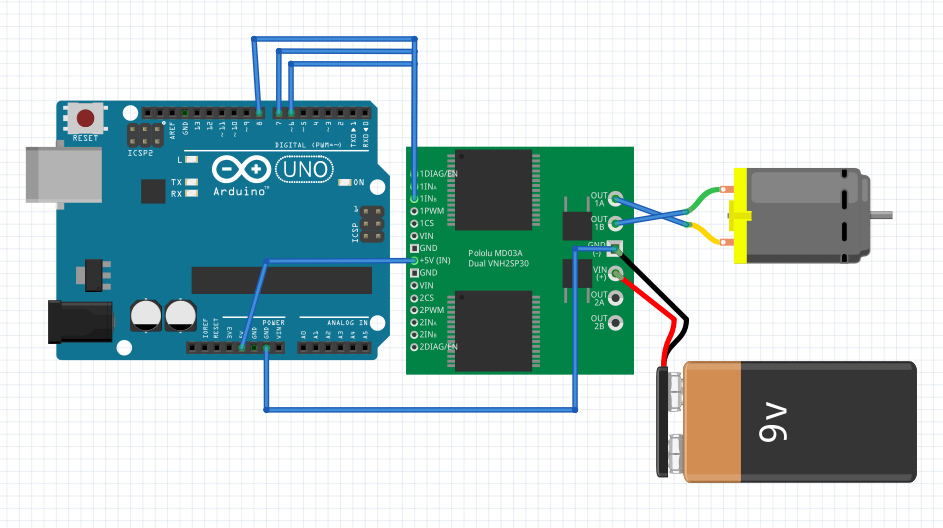 RESET
ICSP2
AREF
GND
13
12
~11
~10
~9
8
7
~6
~5
4
~3
2
TXD▶1
RXD◀0
DIGITAL (PWM=~)
L
TX
RX
Arduino™
UNO
ON
1
ICSP
IOREF
RESET
3V3
5V
GND
GND
VIN
POWER
ANALOG IN
A0
A1
A2
A3
A4
A5
1DIAG/EN
1INA
1INB
1PWM
1CS
VIN
GND
+5V (IN)
GND
VIN
2CS
2PWM
2INA
2INB
2DIAG/EN
Pololu MD03A
Dual VNH2SP30
OUT
1A
OUT
1B
GND
(-)
VIN
(+)
OUT
2A
OUT
2B
9v